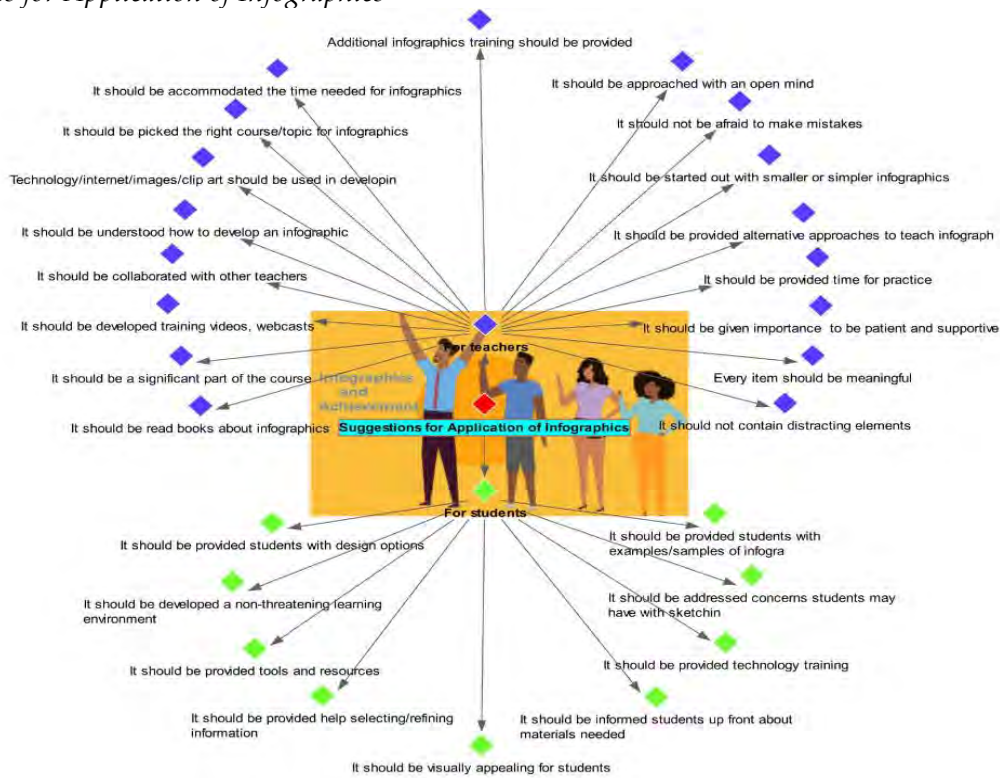 s for Application of Infographics
Additional infographics training should be provided
It should be accommodated the time needed for infographics
It should be approached with an open mind
It should be picked the right course/topic for infographics
It should not be afraid to make mistakes
Technology/internet/images/clip art should be used in developin
It should be started out with smaller or simpler infographics
It should be understood how to develop an infographic
It should be provided alternative approaches to teach infograph
It should be collaborated with other teachers
It should be provided time for practice
It should be developed training videos, webcasts
It should be given importance to be patient and supportive
For teachers
It should be a significant part of the course
Infographics
and
Achievement
Every item should be meaningful
It should be read books about infographics
Suggestions for Application of Infographics
It should not contain distracting elements
For students
It should be provided students with design options
It should be provided students with
examples/samples of infogra
It should be developed a non-threatening learning
environment
It should be addressed concerns students may
have with sketchin
It should be provided tools and resources
It should be provided technology training
It should be provided help selecting/refining
information
It should be informed students up front about
materials needed
It should be visually appealing for students